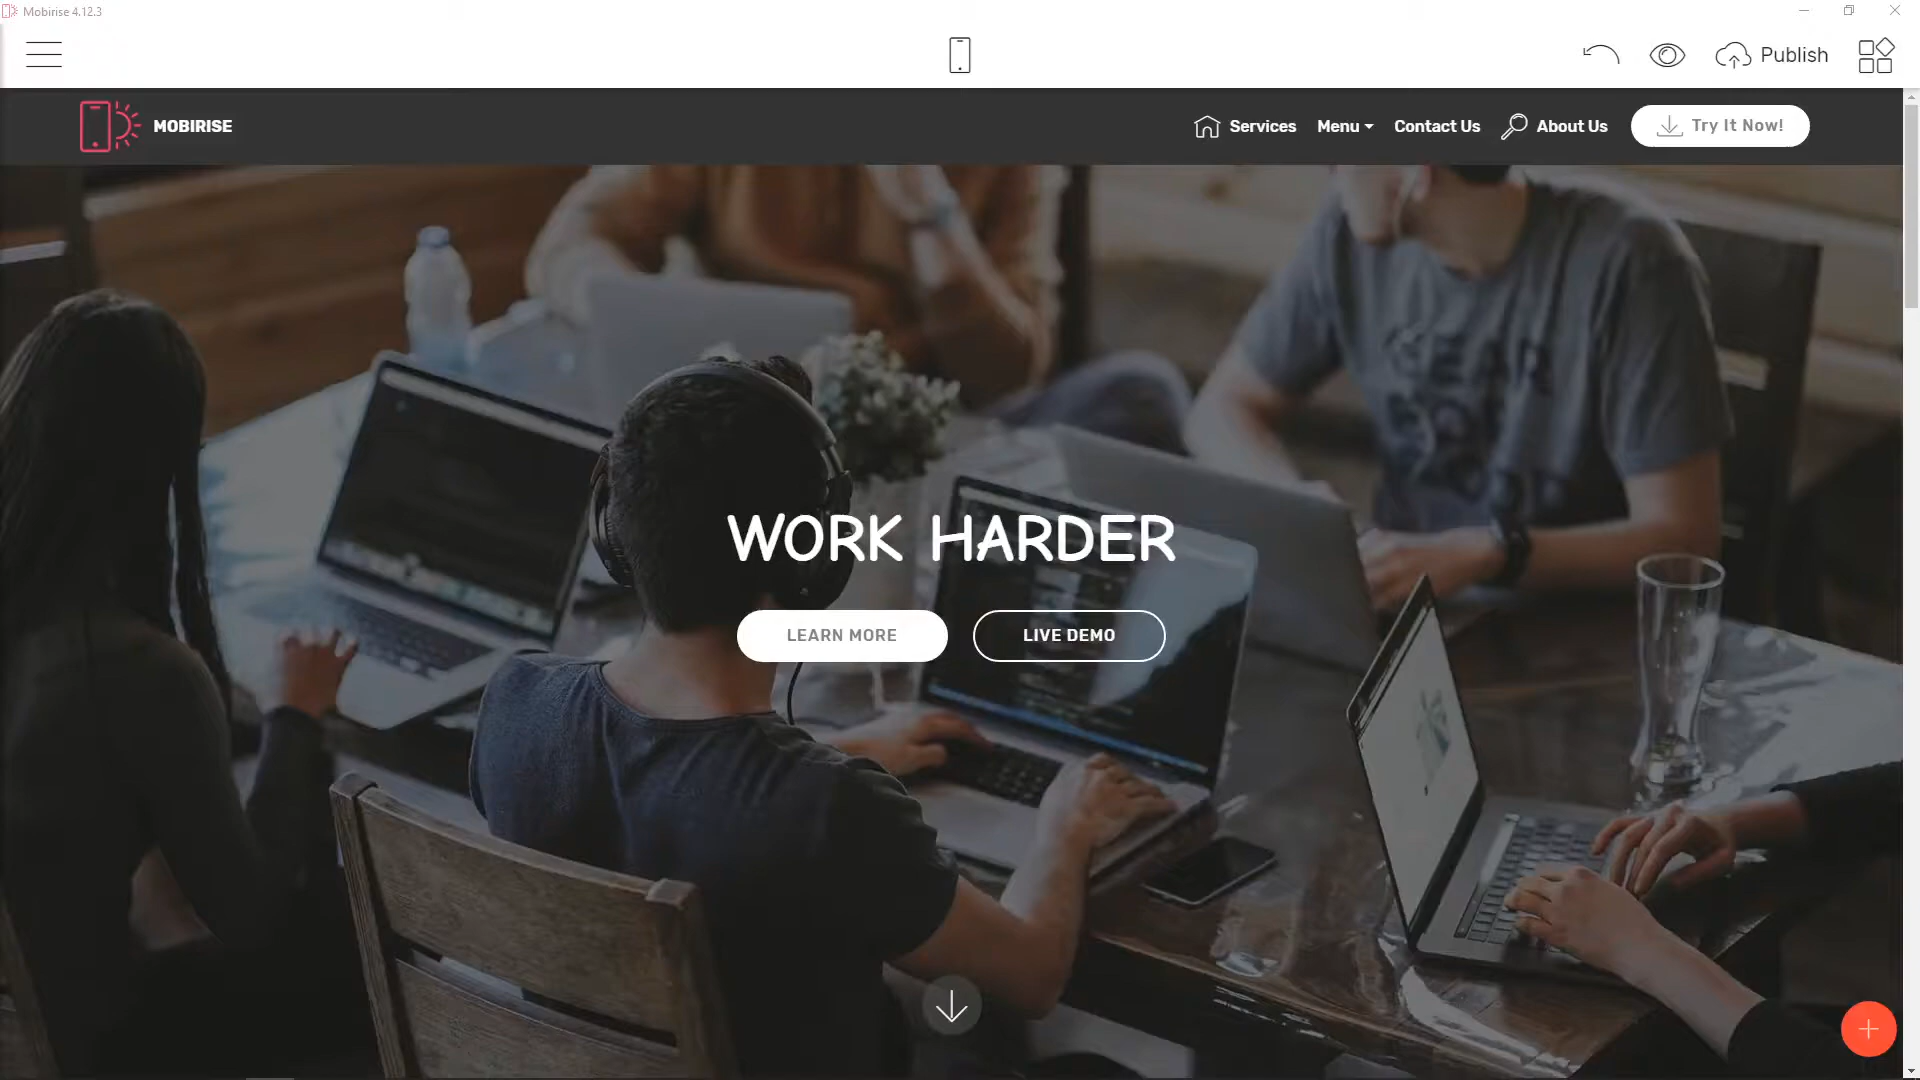 Mobirise 4.12.3
Publish
MOBIRISE
Services
Menu
Contact Us
About Us
Try It Now!
WORK HARDER
LEARN MORE
LIVE DEMO